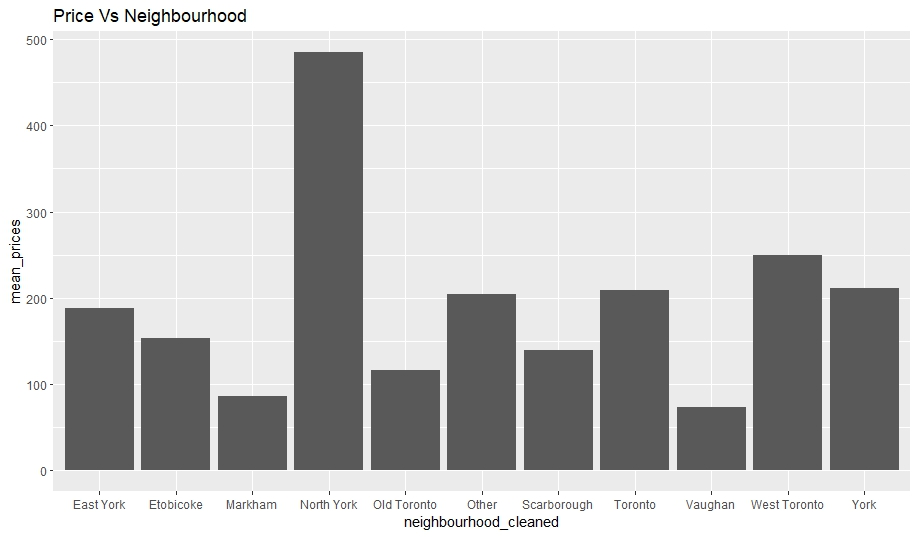 Price Vs Neighbourhood
mean_prices
500
400
300
200
100
0
East York Etobicoke Markham North York Old Toronto Other Scarborough Toronto Vaughan West Toronto York
neighbourhood_cleaned